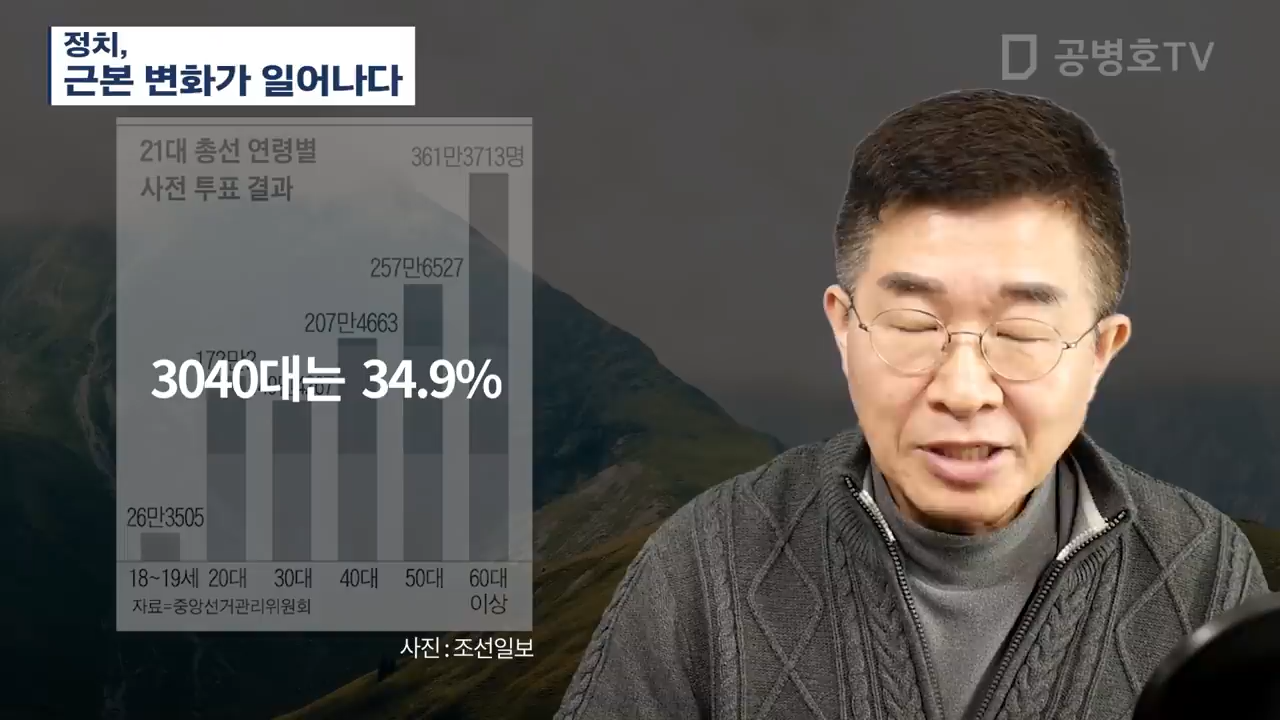 정치,
근본 변화가 일어나다
공병호TV
21대 총선 연령별
사전 투표 결과
361만3713명
257만6527
207만4663
3040대는 34.9%
26만3505
18~19세 20대 30대 40대 50대 60대
이상
자료=중앙선거관리위원회
사진 : 조선일보